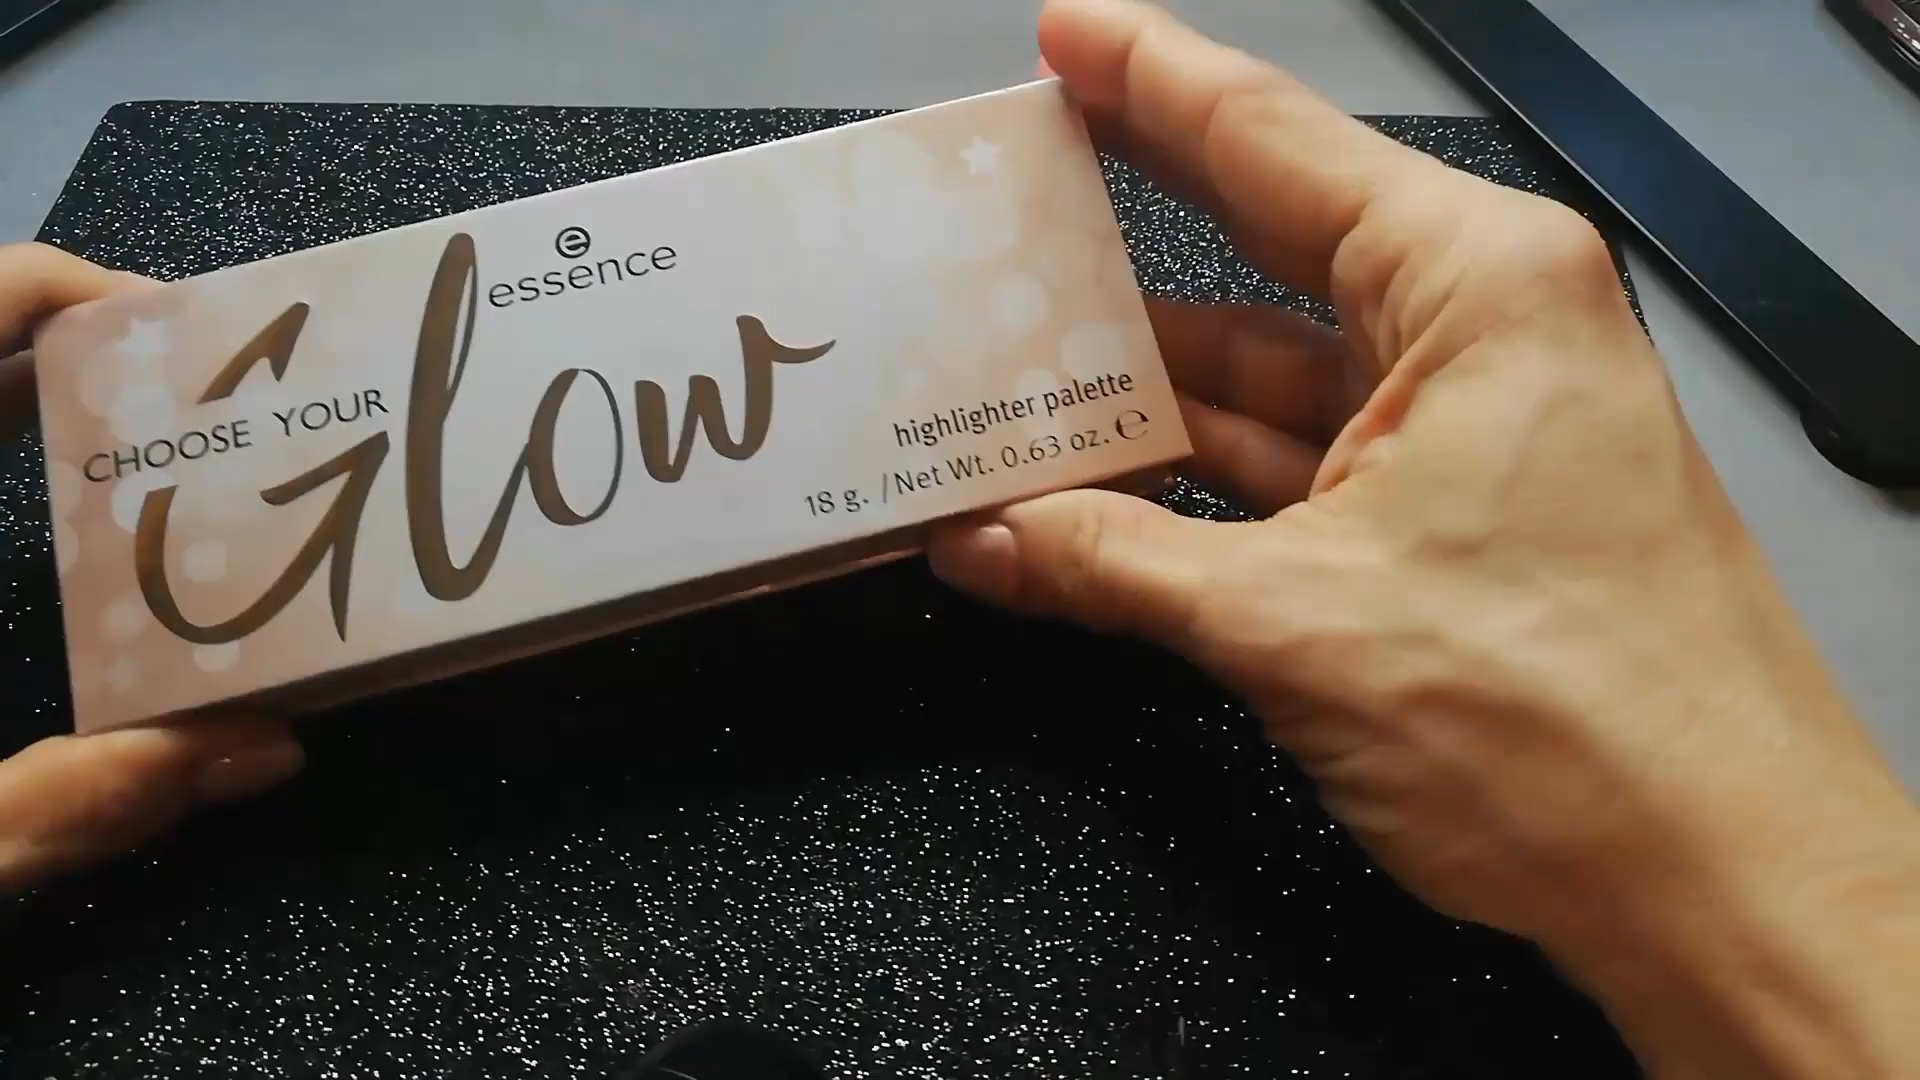 essence
CHOOSE YOUR
Glow
highlighter palette
18 g. / Net Wt. 0.63 oz. ℮